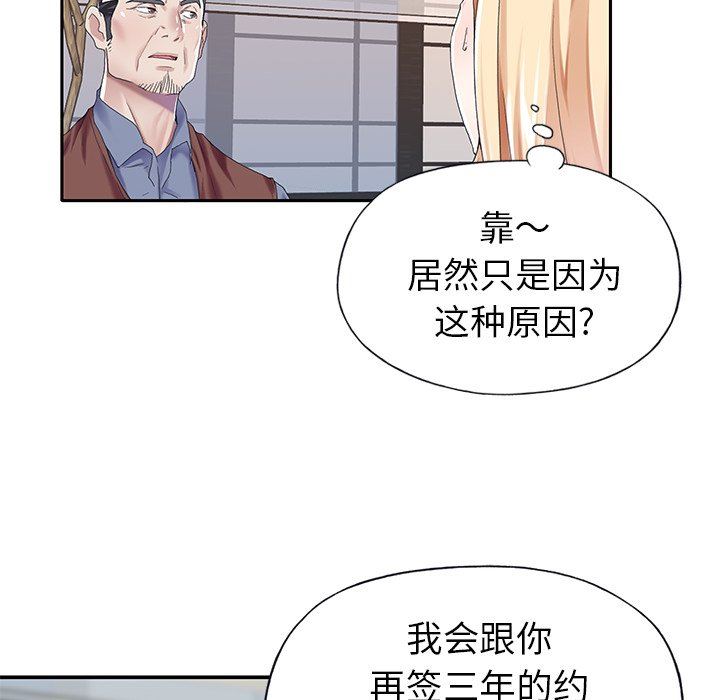 靠～
居然只是因为
这种原因?
我会跟你
再签三年的约